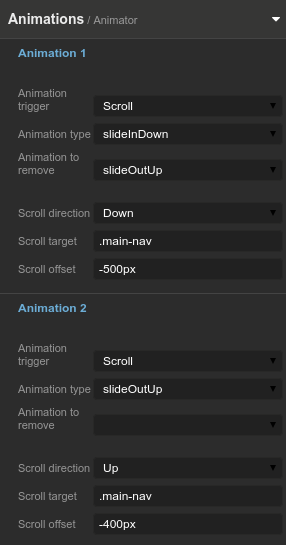 Animations / Animator
Animation 1
Animation
trigger
Scroll
Animation type slideInDown
Animation to
remove
slideOutUp
Scroll direction Down
Scroll target .main-nav
Scroll offset -500px
Animation 2
Animation
trigger
Scroll
Animation type slideOutUp
Animation to
remove
Scroll direction Up
Scroll target .main-nav
Scroll offset -400px